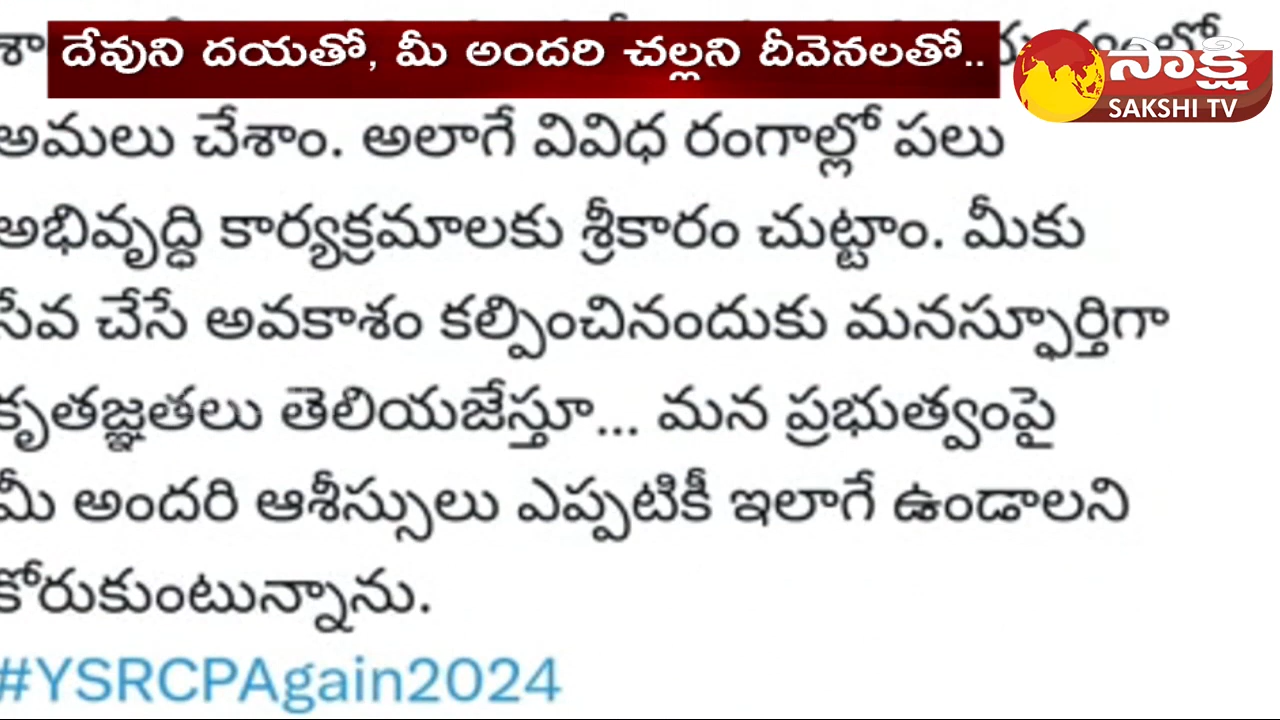 దేవుని దయతో, మీ అందరి చల్లని దీవెనలతో..
సాక్షి
SAKSHI TV
అమలు చేశాం. అలాగే వివిధ రంగాల్లో పలు
అభివృద్ధి కార్యక్రమాలకు శ్రీకారం చుట్టాం. మీకు
సేవ చేసే అవకాశం కల్పించినందుకు మనస్ఫూర్తిగా
కృతజ్ఞతలు తెలియజేస్తూ... మన ప్రభుత్వంపై
మీ అందరి ఆశీస్సులు ఎప్పటికీ ఇలాగే ఉండాలని
కోరుకుంటున్నాను.
#YSRCPAgain2024